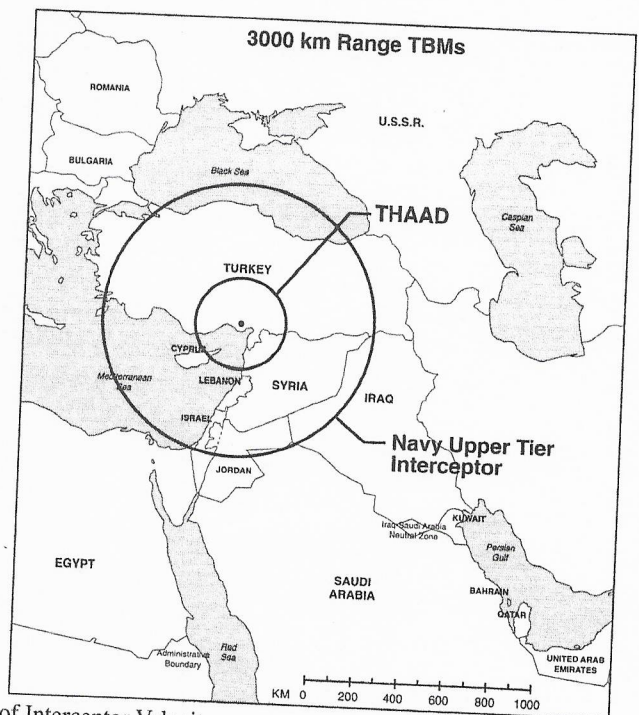 3000 km Range TBMs
ROMANIA
U.S.S.R.
BULGARIA
Black Sea
THAAD
Caspian
Sea
TURKEY
CYPRUS
Mediterranean
Sea
LEBANON
SYRIA
IRAQ
ISRAEL
Navy Upper Tier
Interceptor
JORDAN
KUWAIT
Iraq-Saudi Arabia
Neutral Zone
Persian
Gulf
EGYPT
SAUDI
ARABIA
BAHRAIN
QATAR
Administrative
Boundary
Red
Sea
UNITED ARAB
EMIRATES
KM 0 200 400 600 800 1000
of Interceptor